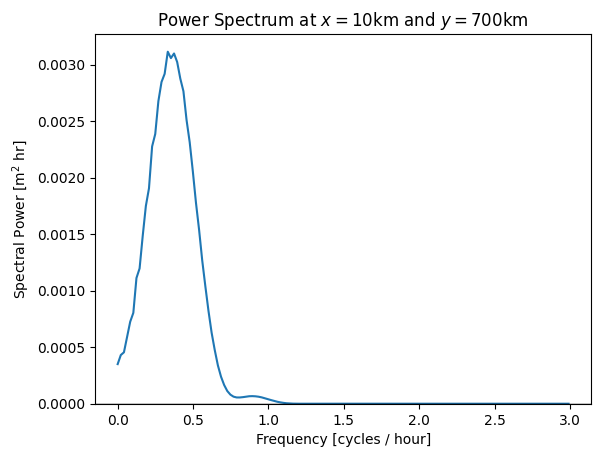 Power Spectrum at x = 10km and y = 700km
Spectral Power [m² hr]
0.0030
0.0025
0.0020
0.0015
0.0010
0.0005
0.0000
0.0 0.5 1.0 1.5 2.0 2.5 3.0
Frequency [cycles / hour]